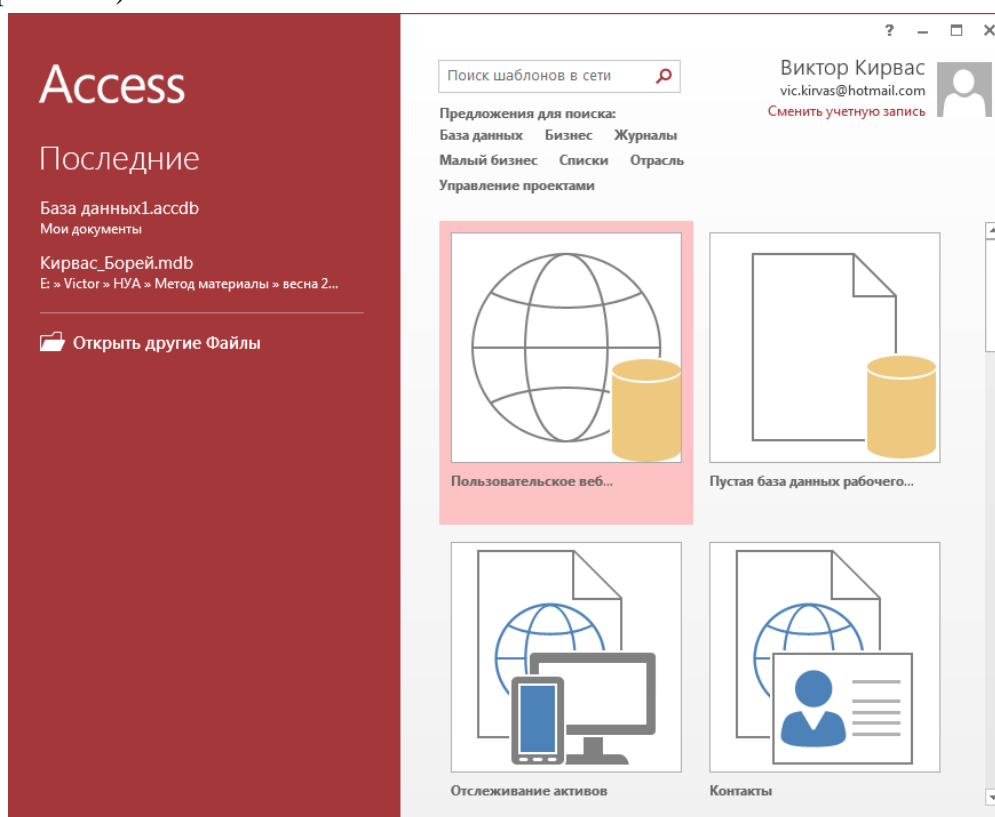 Access
Последние
База данных1.accdb
Мои документы
Кирвас_Борей.mdb
E: » Victor » НУА » Метод материалы » весна 2...
Открыть другие Файлы
?
Поиск шаблонов в сети
Предложения для поиска:
База данных Бизнес Журналы
Малый бизнес Списки Отрасль
Управление проектами
Виктор Кирвас
vic.kirvas@hotmail.com
Сменить учетную запись
Пользовательское веб...
Пустая база данных рабочего...
Отслеживание активов
Контакты